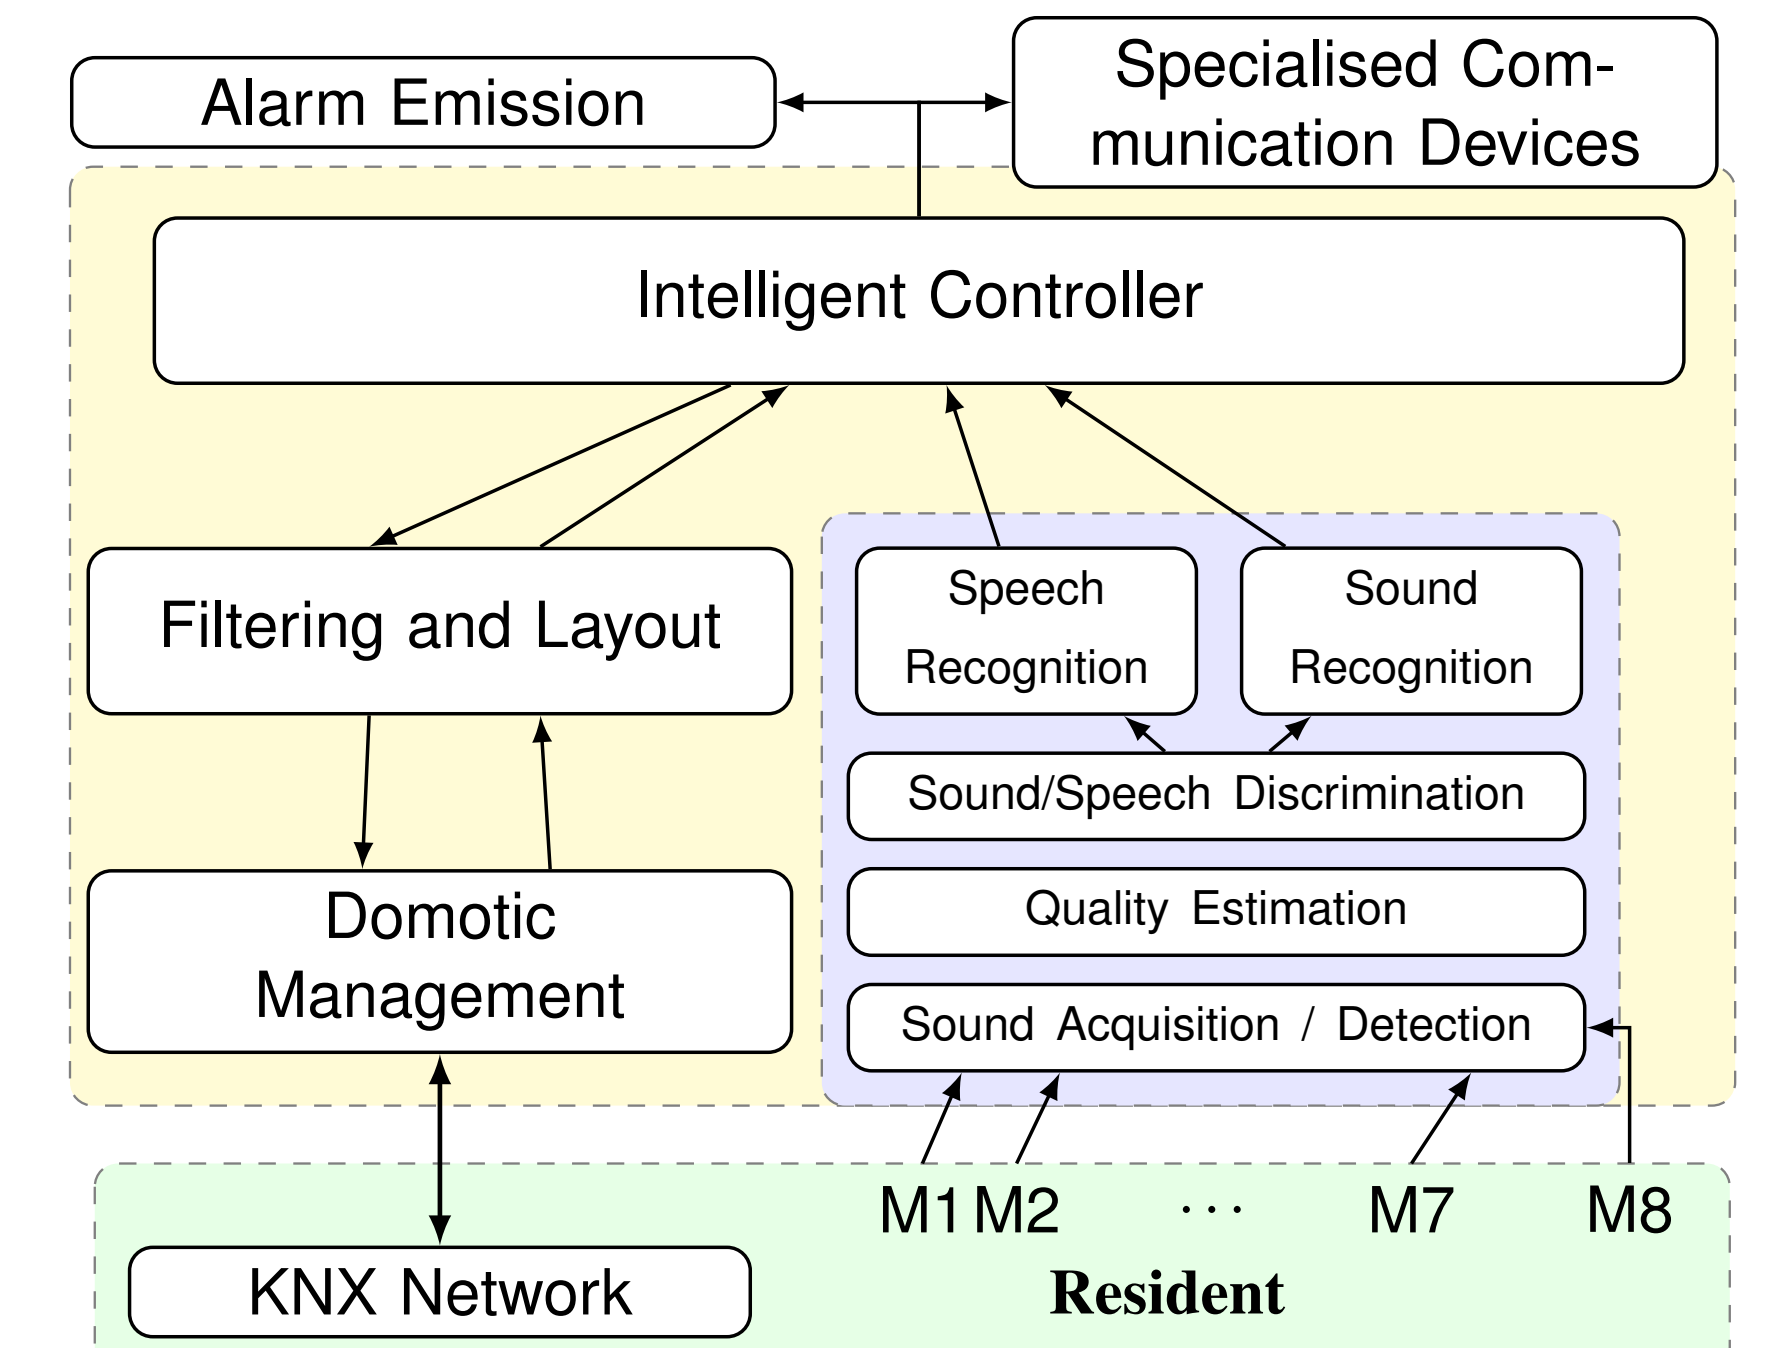 Alarm Emission
Specialised Com-
munication Devices
Intelligent Controller
Filtering and Layout
Speech
Recognition
Sound
Recognition
Sound/Speech Discrimination
Quality Estimation
Domotic
Management
Sound Acquisition / Detection
M1 M2 ... M7 M8
KNX Network
Resident